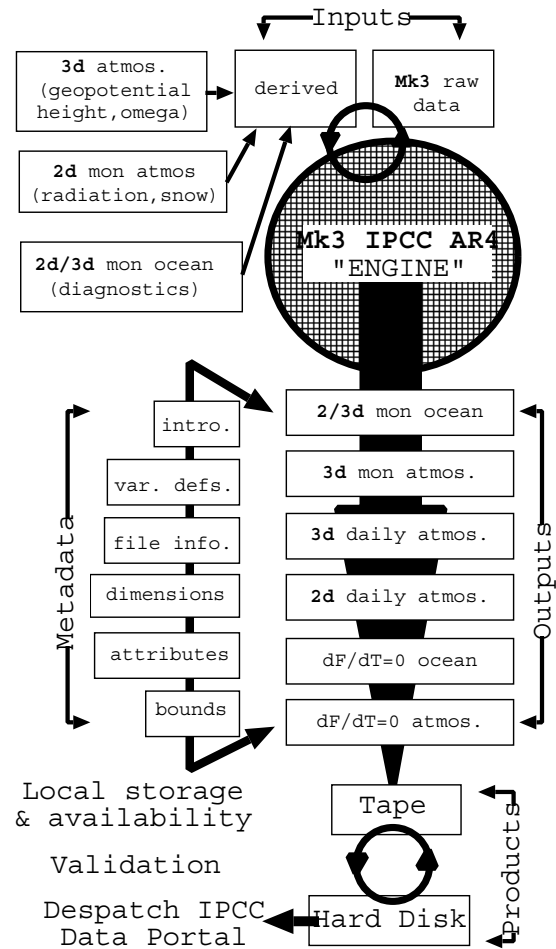 Inputs
3d atmos.
(geopotential
height,omega)
derived
Mk3 raw
data
2d mon atmos
(radiation,snow)
2d/3d mon ocean
(diagnostics)
Mk3 IPCC AR4
"ENGINE"
Metadata
intro.
var. defs.
file info.
dimensions
attributes
bounds
2/3d mon ocean
3d mon atmos.
3d daily atmos.
2d daily atmos.
dF/dT=0 ocean
dF/dT=0 atmos.
Outputs
Local storage
& availability
Validation
Despatch IPCC
Data Portal
Tape
Hard Disk
Products